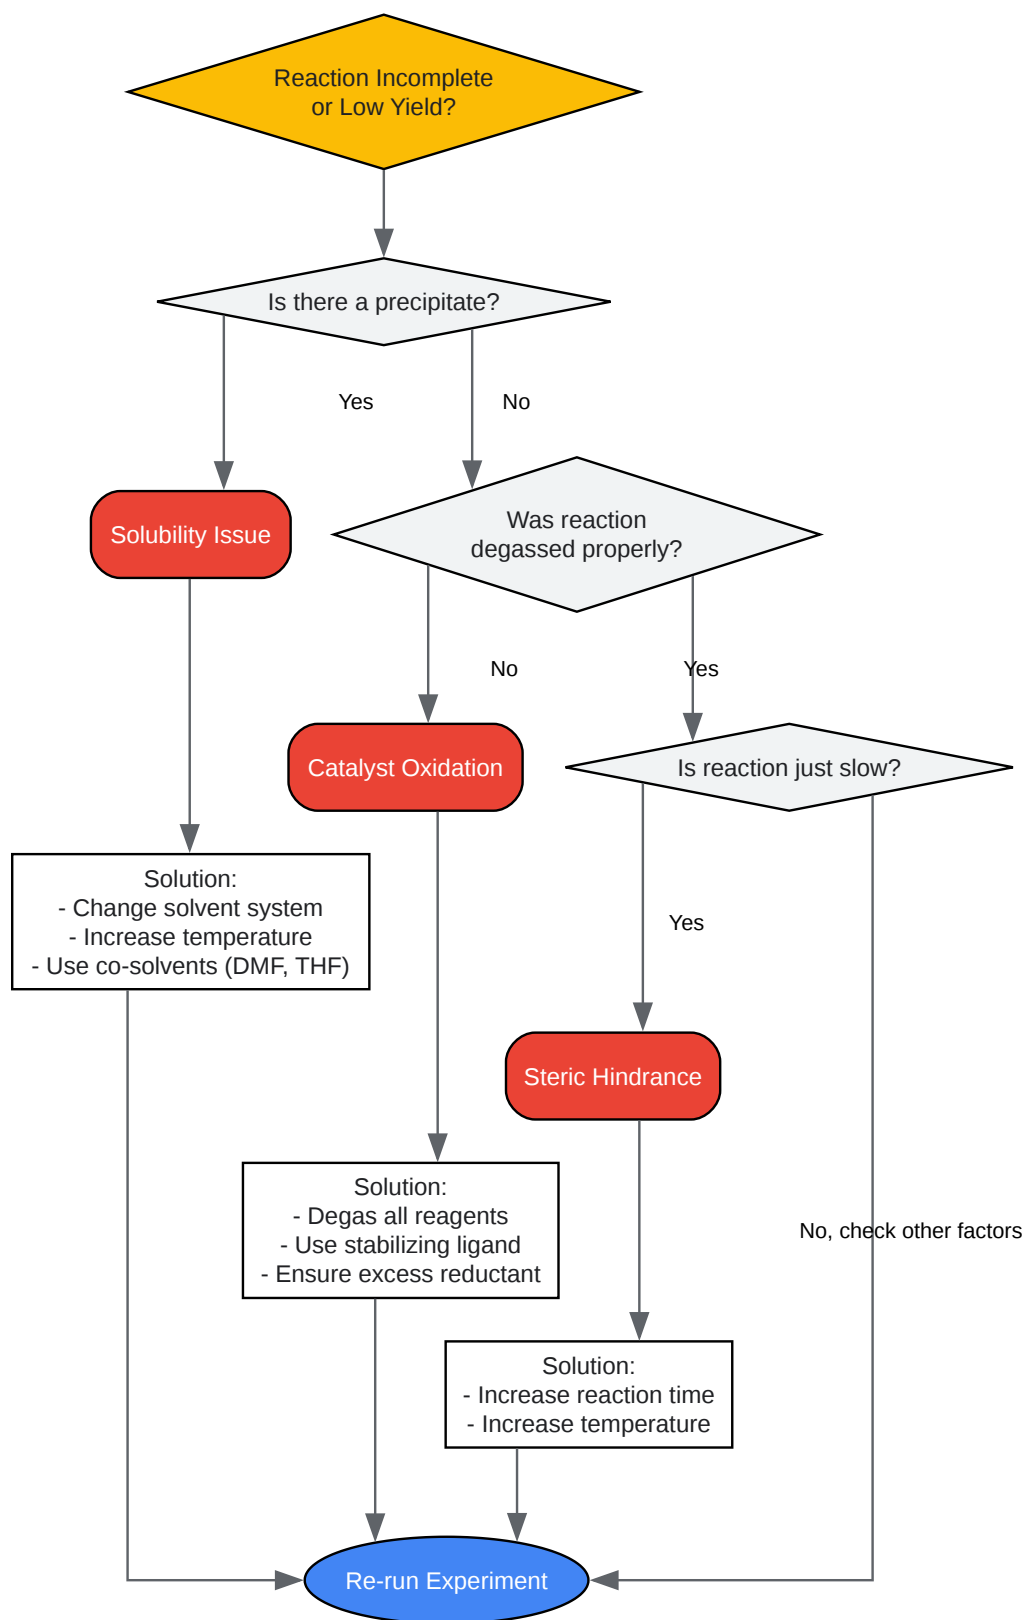 Reaction Incomplete
or Low Yield?
Is there a precipitate?
Yes
No
Solubility Issue
Was reaction
degassed properly?
No
Yes
Catalyst Oxidation
Is reaction just slow?
Solution:
- Change solvent system
- Increase temperature
- Use co-solvents (DMF, THF)
Yes
Steric Hindrance
Solution:
- Degas all reagents
- Use stabilizing ligand
- Ensure excess reductant
No, check other factors
Solution:
- Increase reaction time
- Increase temperature
Re-run Experiment